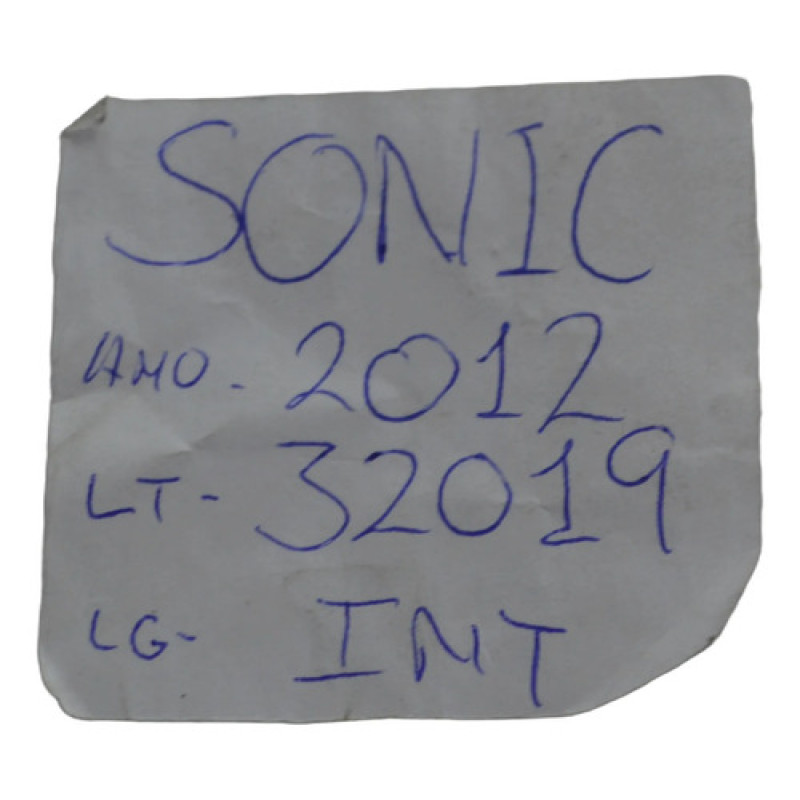 SONIC
ANO - 2012
LT - 32019
LG - INT